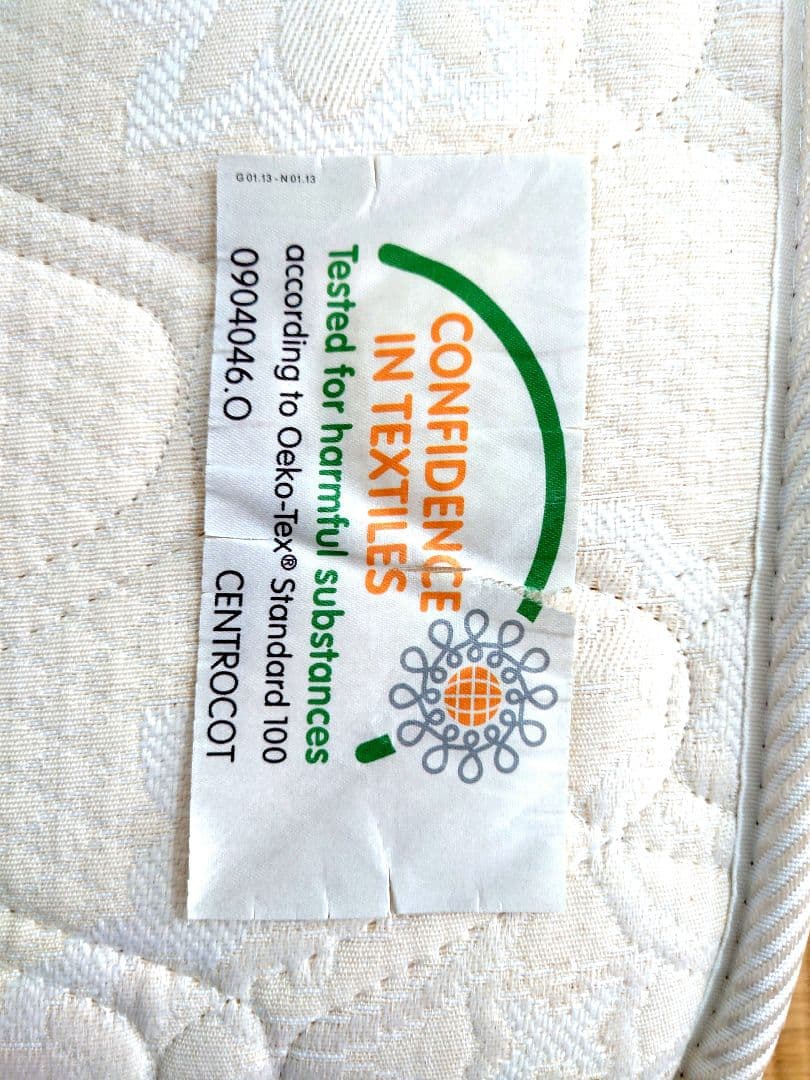 G 01.13 - N 01.13
CONFIDENCE
IN TEXTILES
Tested for harmful substances
according to Oeko-Tex® Standard 100
0904046.O CENTROCOT